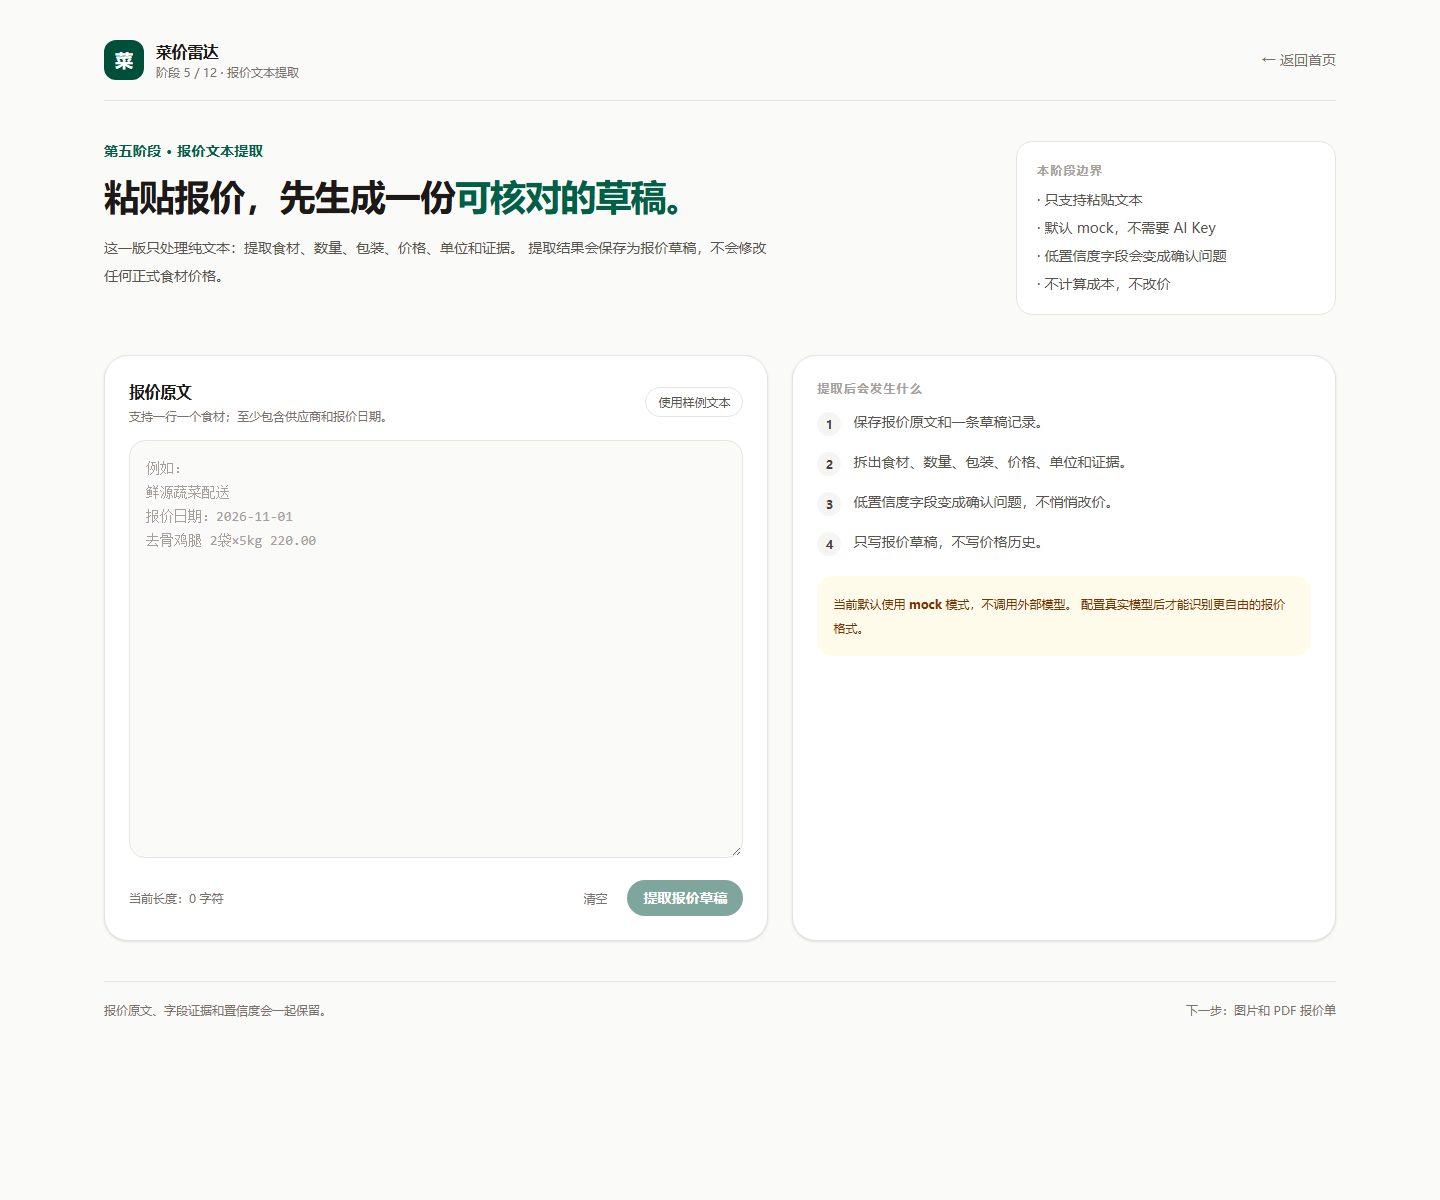 菜
菜价雷达
阶段 5 / 12 · 报价文本提取
← 返回首页
第五阶段 • 报价文本提取
粘贴报价，先生成一份可核对的草稿。
这一版只处理纯文本：提取食材、数量、包装、价格、单位和证据。 提取结果会保存为报价草稿，不会修改
任何正式食材价格。
本阶段边界
· 只支持粘贴文本
· 默认 mock，不需要 AI Key
· 低置信度字段会变成确认问题
· 不计算成本，不改价
报价原文
支持一行一个食材；至少包含供应商和报价日期。
使用样例文本
例如：
鲜源蔬菜配送
报价日期：2026-11-01
去骨鸡腿 2袋×5kg 220.00
当前长度：0 字符
清空
提取报价草稿
提取后会发生什么
1 保存报价原文和一条草稿记录。
2 拆出食材、数量、包装、价格、单位和证据。
3 低置信度字段变成确认问题，不悄悄改价。
4 只写报价草稿，不写价格历史。
当前默认使用 mock 模式，不调用外部模型。 配置真实模型后才能识别更自由的报价
格式。
报价原文、字段证据和置信度会一起保留。
下一步：图片和 PDF 报价单